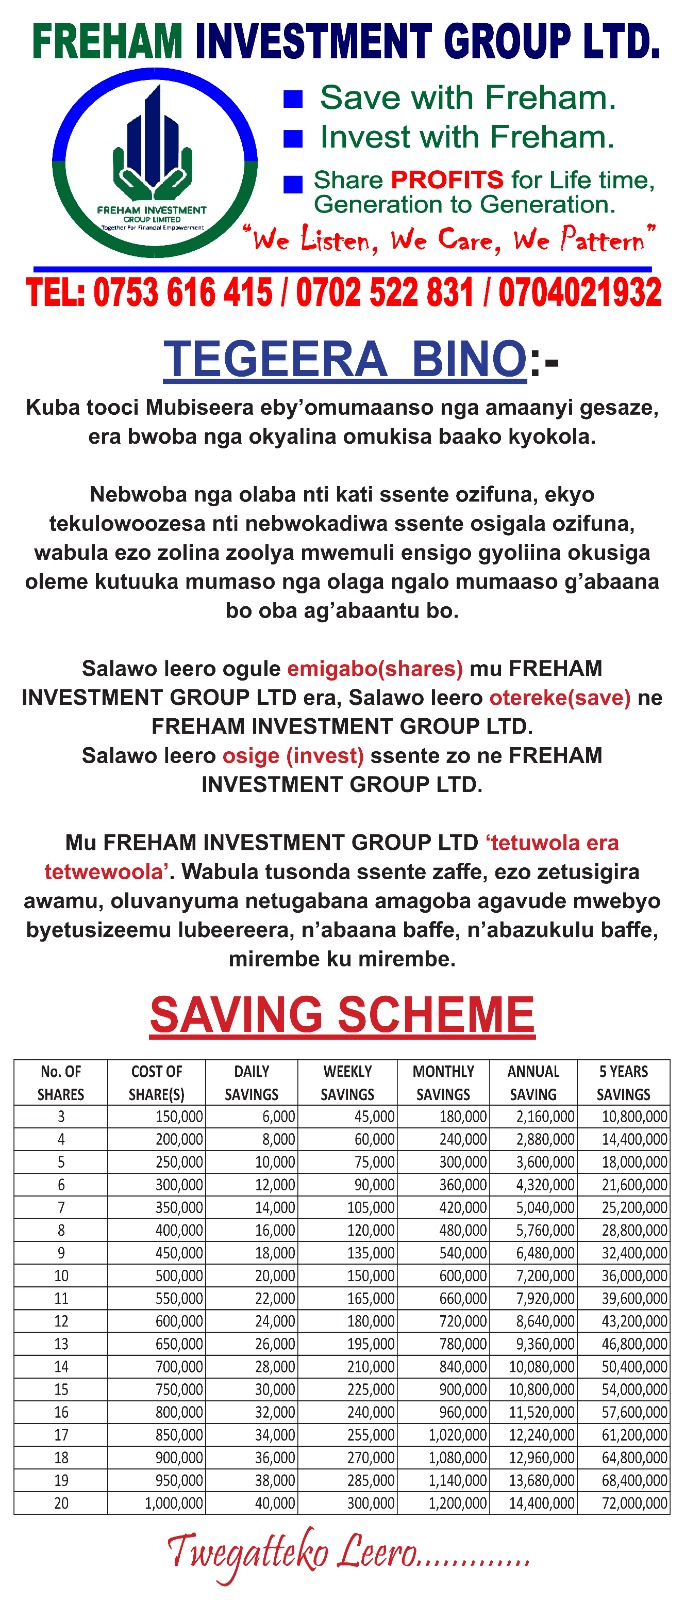 FREHAM INVESTMENT GROUP LTD.
FREHAM INVESTMENT
GROUP LIMITED
Together For Financial Empowerment
Save with Freham.
Invest with Freham.
Share PROFITS for Life time,
Generation to Generation.
“We Listen, We Care, We Pattern”
TEL: 0753 616 415 / 0702 522 831 / 0704021932
TEGEERA BINO:-
Kuba tooci Mubiseera eby’omumaanso nga amaanyi gesaze,
era bwoba nga okyalina omukisa baako kyokola.
Nebwoba nga olaba nti kati ssente ozifuna, ekyo
tekulowoozesa nti nebwokadiwa ssente osigala ozifuna,
wabula ezo zolina zoolya mwemuli ensigo gyoliina okusiga
oleme kutuuka mumaso nga olaga ngalo mumaaso g’abaana
bo oba ag’abaantu bo.
Salawo leero ogule emigabo(shares) mu FREHAM
INVESTMENT GROUP LTD era, Salawo leero otereke(save) ne
FREHAM INVESTMENT GROUP LTD.
Salawo leero osige (invest) ssente zo ne FREHAM
INVESTMENT GROUP LTD.
Mu FREHAM INVESTMENT GROUP LTD ‘tetuwola era
tetwewoola’. Wabula tusonda ssente zaffe, ezo zetusigira
awamu, oluvanyuma netugabana amagoba agavude mwebyo
byetusizeemu lubeereera, n’abaana baffe, n’abazukulu baffe,
mirembe ku mirembe.
SAVING SCHEME
No. OF SHARES COST OF SHARE(S) DAILY SAVINGS WEEKLY SAVINGS MONTHLY SAVINGS ANNUAL SAVING 5 YEARS SAVINGS
3 150,000 6,000 45,000 180,000 2,160,000 10,800,000
4 200,000 8,000 60,000 240,000 2,880,000 14,400,000
5 250,000 10,000 75,000 300,000 3,600,000 18,000,000
6 300,000 12,000 90,000 360,000 4,320,000 21,600,000
7 350,000 14,000 105,000 420,000 5,040,000 25,200,000
8 400,000 16,000 120,000 480,000 5,760,000 28,800,000
9 450,000 18,000 135,000 540,000 6,480,000 32,400,000
10 500,000 20,000 150,000 600,000 7,200,000 36,000,000
11 550,000 22,000 165,000 660,000 7,920,000 39,600,000
12 600,000 24,000 180,000 720,000 8,640,000 43,200,000
13 650,000 26,000 195,000 780,000 9,360,000 46,800,000
14 700,000 28,000 210,000 840,000 10,080,000 50,400,000
15 750,000 30,000 225,000 900,000 10,800,000 54,000,000
16 800,000 32,000 240,000 960,000 11,520,000 57,600,000
17 850,000 34,000 255,000 1,020,000 12,240,000 61,200,000
18 900,000 36,000 270,000 1,080,000 12,960,000 64,800,000
19 950,000 38,000 285,000 1,140,000 13,680,000 68,400,000
20 1,000,000 40,000 300,000 1,200,000 14,400,000 72,000,000
Twegatteko Leero.............